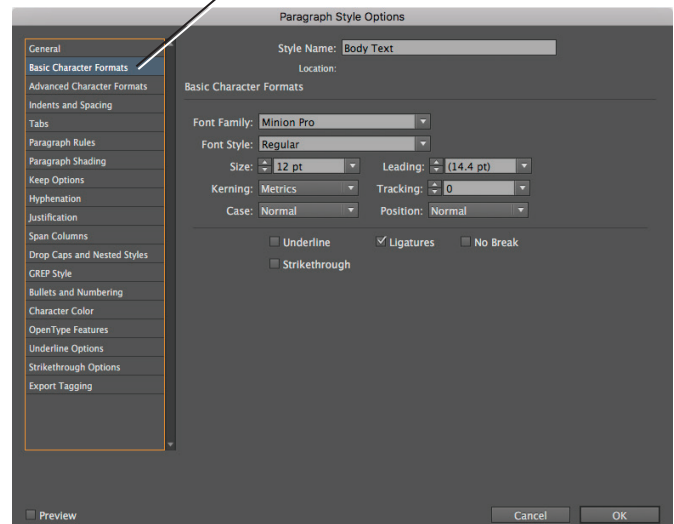 Paragraph Style Options
General
Basic Character Formats
Advanced Character Formats
Indents and Spacing
Tabs
Paragraph Rules
Paragraph Shading
Keep Options
Hyphenation
Justification
Span Columns
Drop Caps and Nested Styles
GREP Style
Bullets and Numbering
Character Color
OpenType Features
Underline Options
Strikethrough Options
Export Tagging
Style Name: Body Text
Location:
Basic Character Formats
Font Family: Minion Pro
Font Style: Regular
Size: 12 pt Leading: (14.4 pt)
Kerning: Metrics Tracking: 0
Case: Normal Position: Normal
Underline Ligatures No Break
Strikethrough
Preview Cancel OK